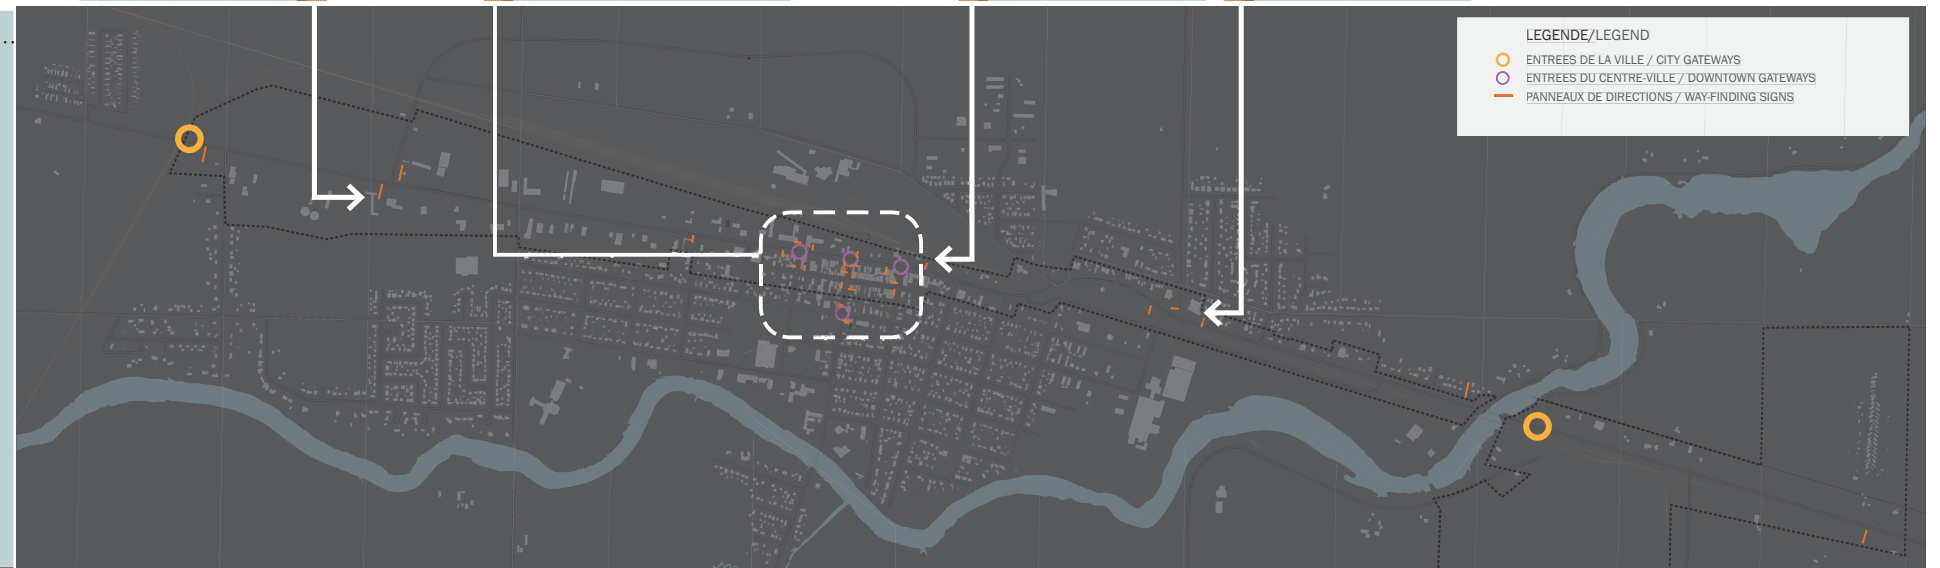 LEGENDE/LEGEND
ENTREES DE LA VILLE / CITY GATEWAYS
ENTREES DU CENTRE-VILLE / DOWNTOWN GATEWAYS
PANNEAUX DE DIRECTIONS / WAY-FINDING SIGNS